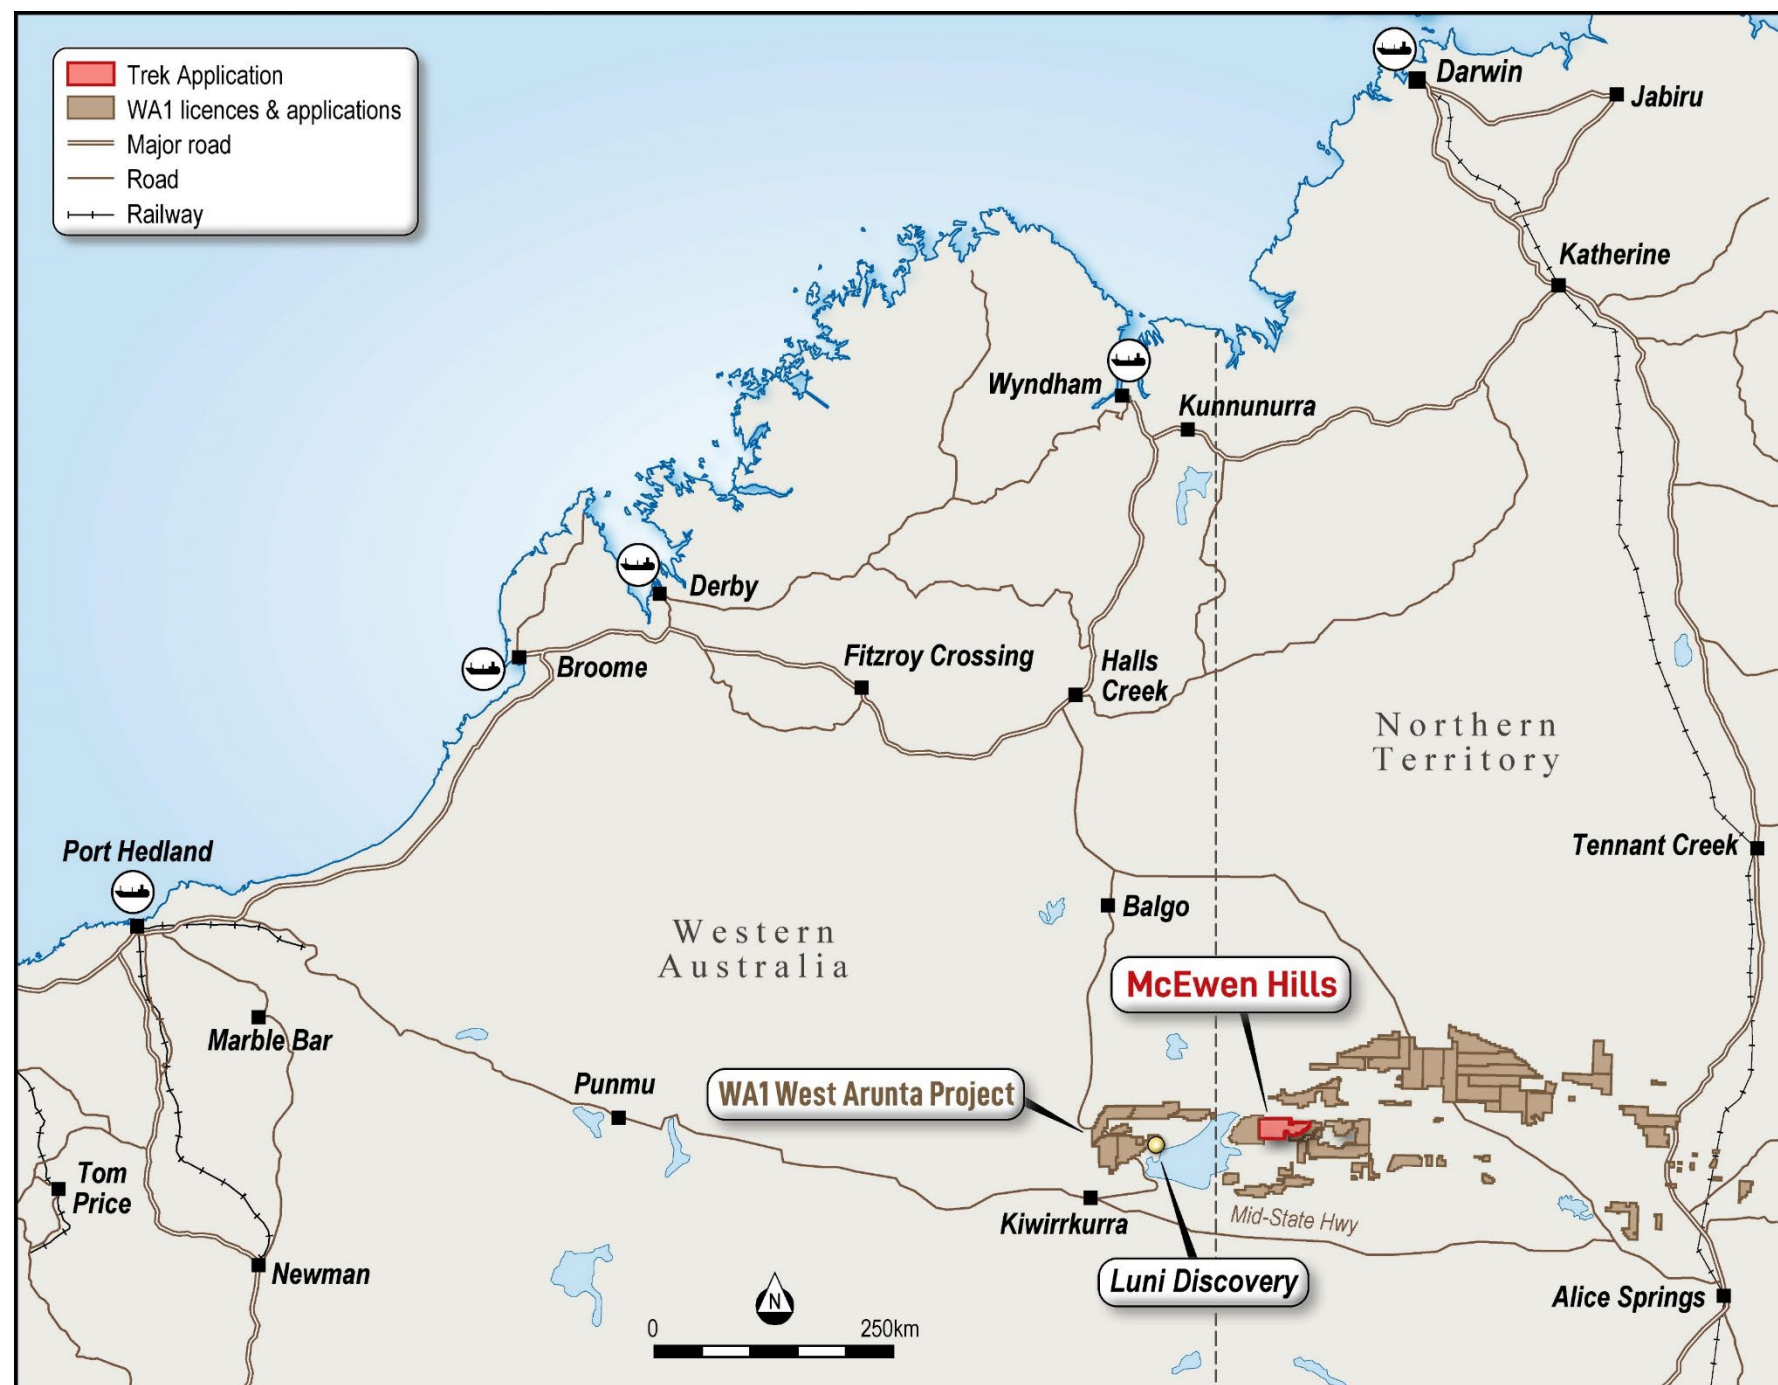 Trek Application
WA1 licences & applications
Major road
Road
Railway
Darwin
Jabiru
Katherine
Wyndham
Kunnunurra
Derby
Broome
Fitzroy Crossing
Halls
Creek
Northern
Territory
Port Hedland
Tennant Creek
Balgo
Western
Australia
McEwen Hills
Marble Bar
Punmu
WA1 West Arunta Project
Tom
Price
Kiwirrkurra
Mid-State Hwy
Newman
Luni Discovery
Alice Springs
N
0
250km